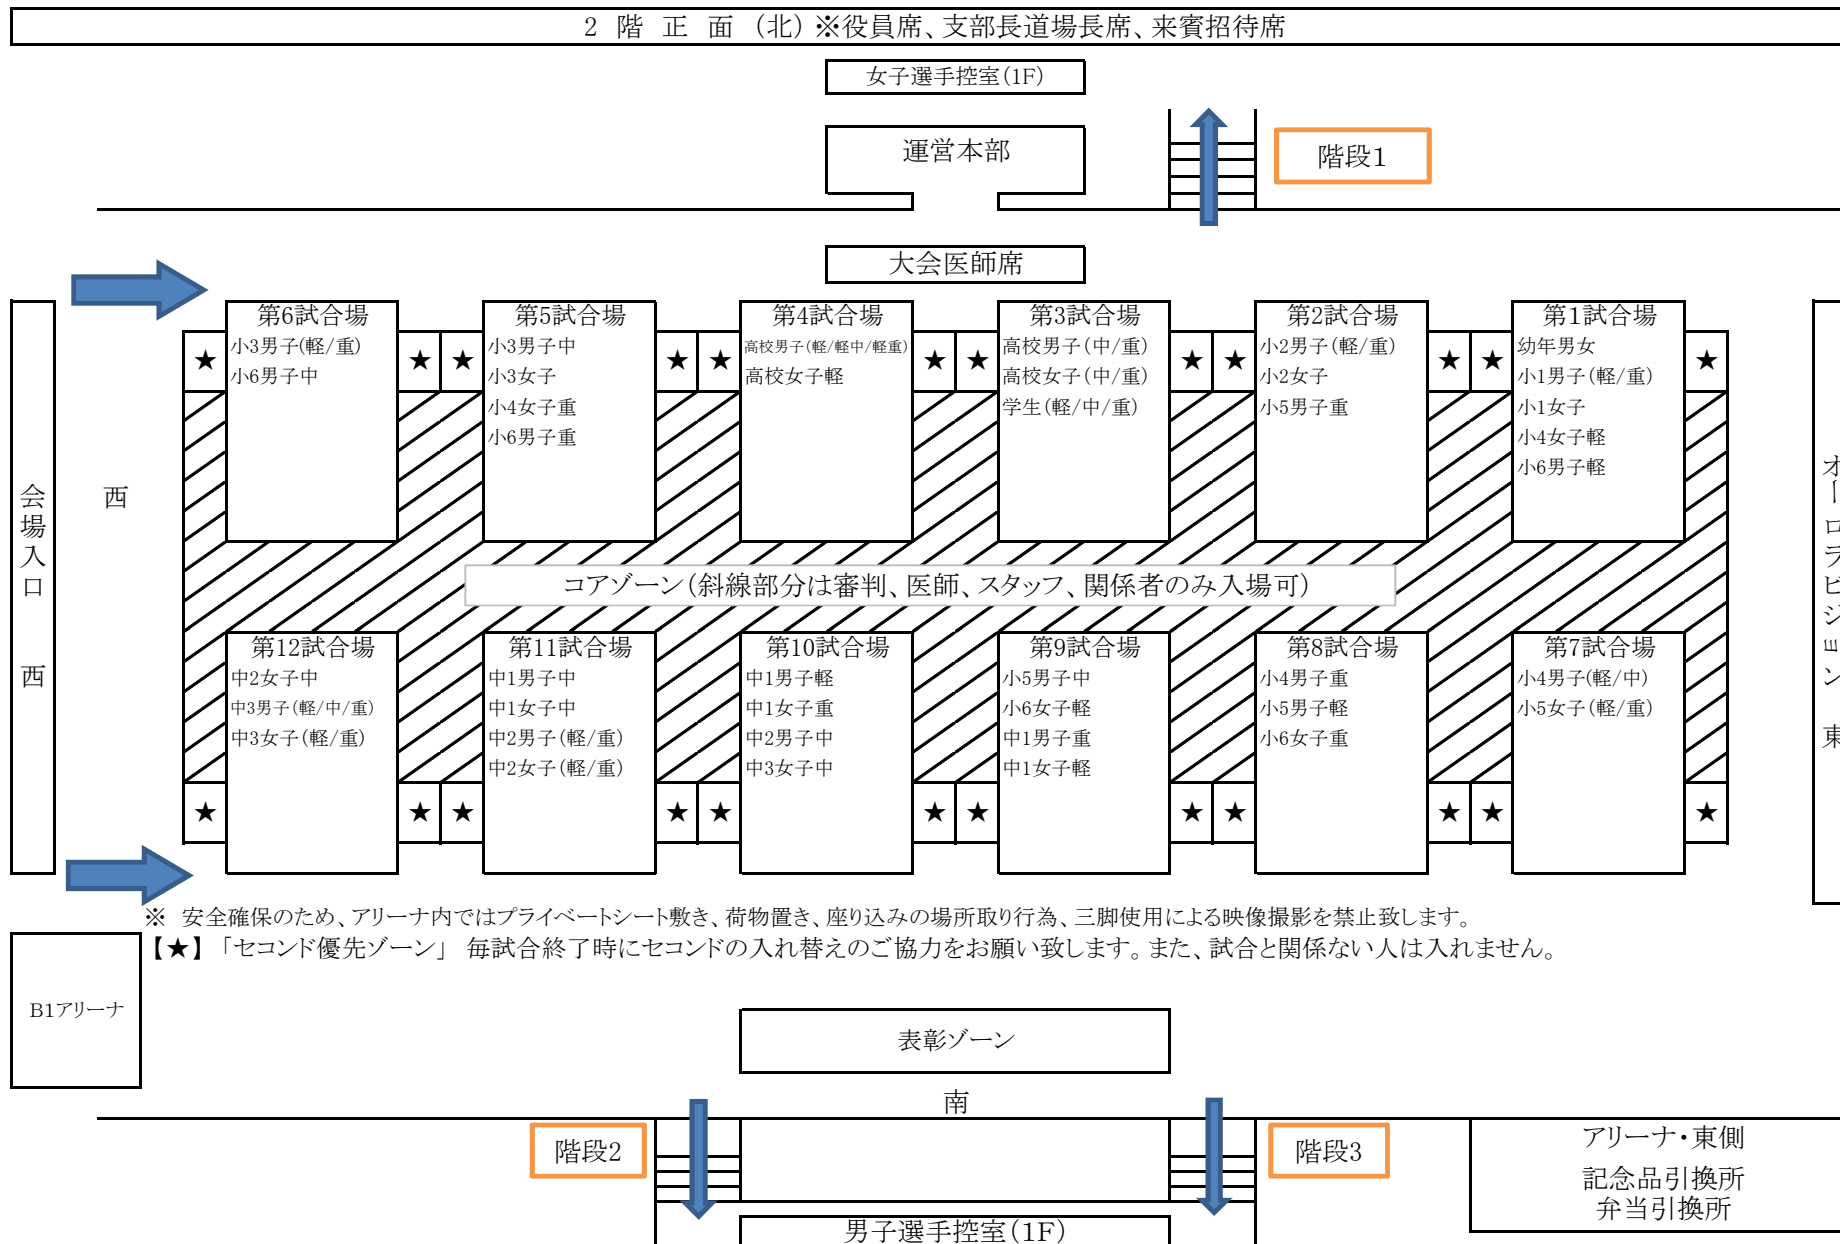 2 階 正 面 (北) ※役員席、支部長道場長席、来賓招待席
女子選手控室(1F)
運営本部
階段1
大会医師席
会場入口 西
西
第6試合場
小3男子(軽/重)
小6男子中
第5試合場
小3男子中
小3女子
小4女子重
小6男子重
第4試合場
高校男子(軽/軽中/軽重)
高校女子軽
第3試合場
高校男子(中/重)
高校女子(中/重)
学生(軽/中/重)
第2試合場
小2男子(軽/重)
小2女子
小5男子重
第1試合場
幼年男女
小1男子(軽/重)
小1女子
小4女子軽
小6男子軽
★ ★ ★ ★ ★ ★ ★ ★ ★ ★ ★ ★
オーロラビジョン 東
コアゾーン(斜線部分は審判、医師、スタッフ、関係者のみ入場可)
第12試合場
中2女子中
中3男子(軽/中/重)
中3女子(軽/重)
第11試合場
中1男子中
中1女子中
中2男子(軽/重)
中2女子(軽/重)
第10試合場
中1男子軽
中1女子重
中2男子中
中3女子中
第9試合場
小5男子中
小6女子軽
中1男子重
中1女子軽
第8試合場
小4男子重
小5男子軽
小6女子重
第7試合場
小4男子(軽/中)
小5女子(軽/重)
★ ★ ★ ★ ★ ★ ★ ★ ★ ★ ★ ★
※ 安全確保のため、アリーナ内ではプライベートシート敷き、荷物置き、座り込みの場所取り行為、三脚使用による映像撮影を禁止致します。
【★】「セコンド優先ゾーン」 毎試合終了時にセコンドの入れ替えのご協力をお願い致します。また、試合と関係ない人は入れません。
B1アリーナ
表彰ゾーン
南
階段2
階段3
アリーナ・東側
記念品引換所
弁当引換所
男子選手控室(1F)